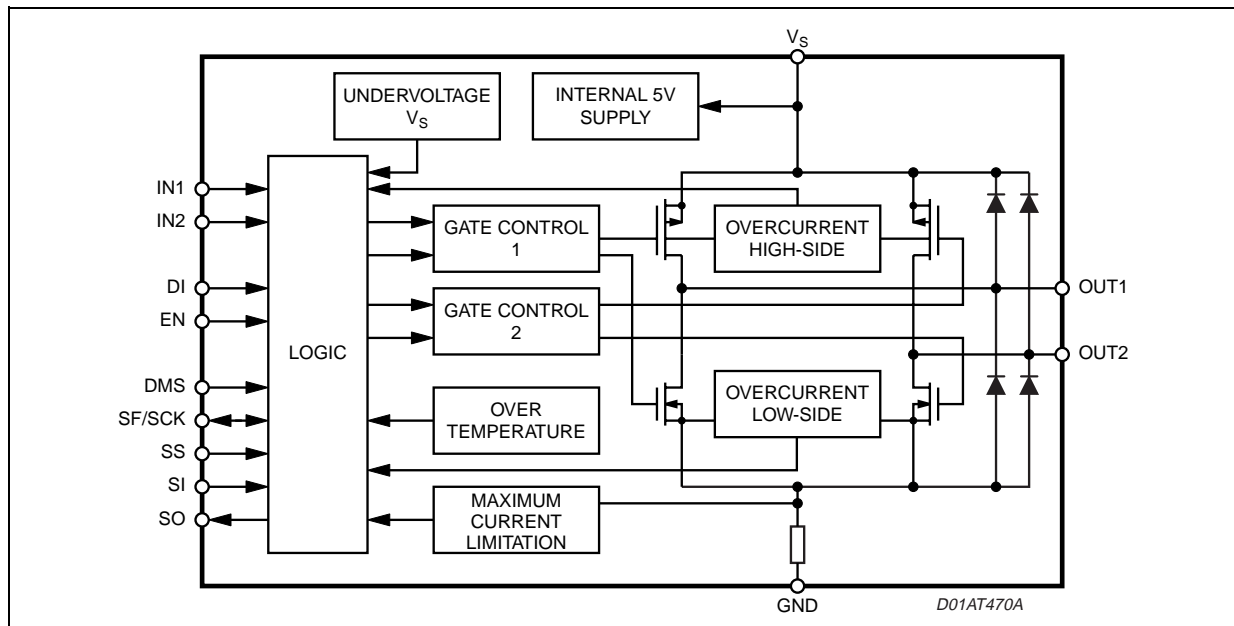 VS
UNDERVOLTAGE
VS
INTERNAL 5V
SUPPLY
IN1
IN2
DI
EN
DMS
SF/SCK
SS
SI
SO
LOGIC
GATE CONTROL
1
GATE CONTROL
2
OVER
TEMPERATURE
MAXIMUM
CURRENT
LIMITATION
OVERCURRENT
HIGH-SIDE
OVERCURRENT
LOW-SIDE
OUT1
OUT2
GND
D01AT470A